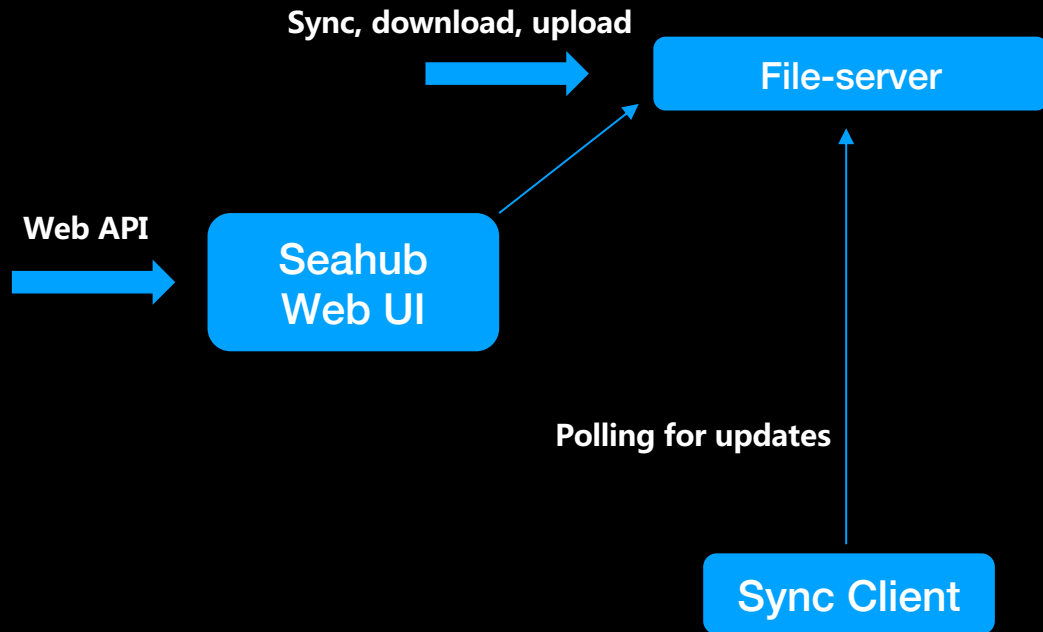 Sync, download, upload
File-server
Web API
Seahub
Web UI
Polling for updates
Sync Client